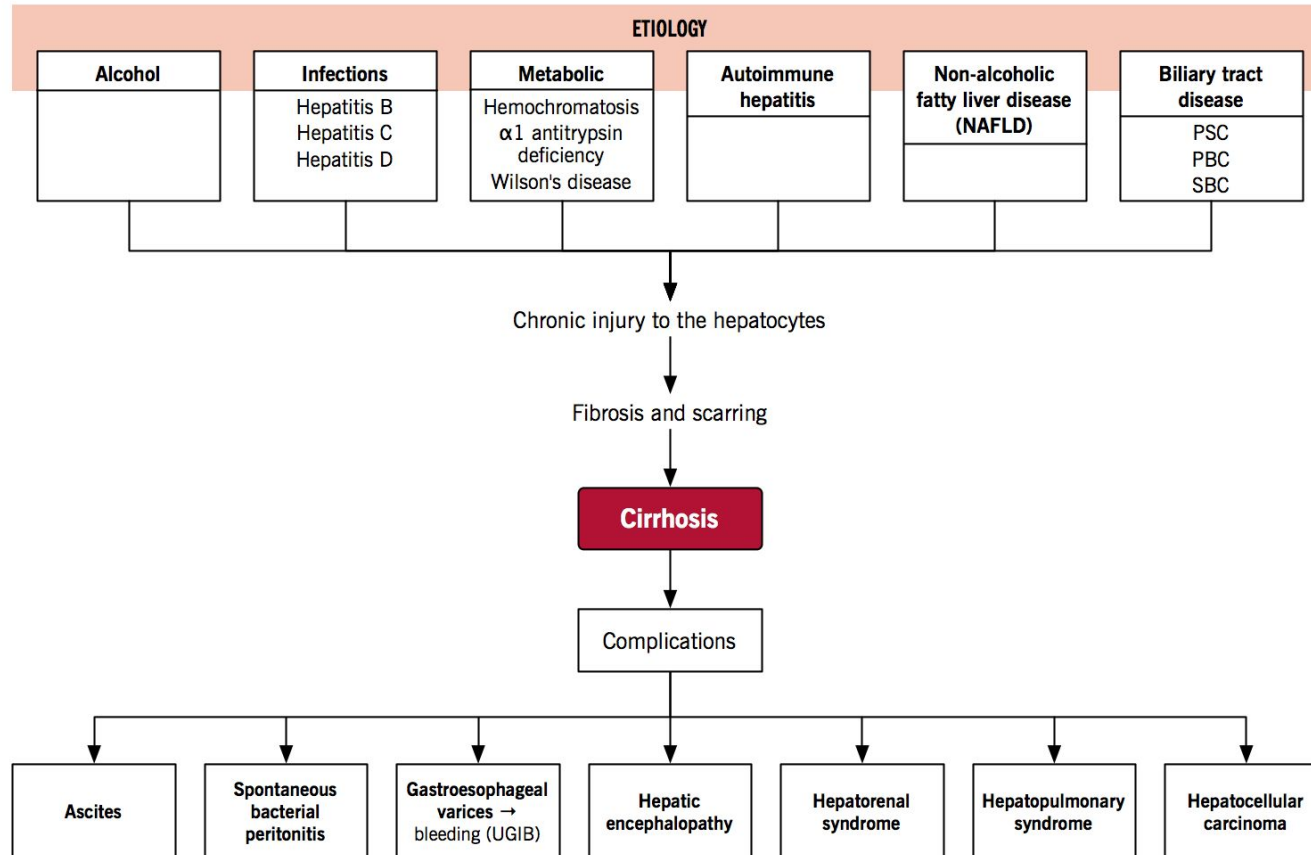 ETIOLOGY
Alcohol
Infections
Hepatitis B
Hepatitis C
Hepatitis D
Metabolic
Hemochromatosis
α1 antitrypsin
deficiency
Wilson's disease
Autoimmune
hepatitis
Non-alcoholic
fatty liver disease
(NAFLD)
Biliary tract
disease
PSC
PBC
SBC
Chronic injury to the hepatocytes
Fibrosis and scarring
Cirrhosis
Complications
Ascites
Spontaneous
bacterial
peritonitis
Gastroesophageal
varices →
bleeding (UGIB)
Hepatic
encephalopathy
Hepatorenal
syndrome
Hepatopulmonary
syndrome
Hepatocellular
carcinoma